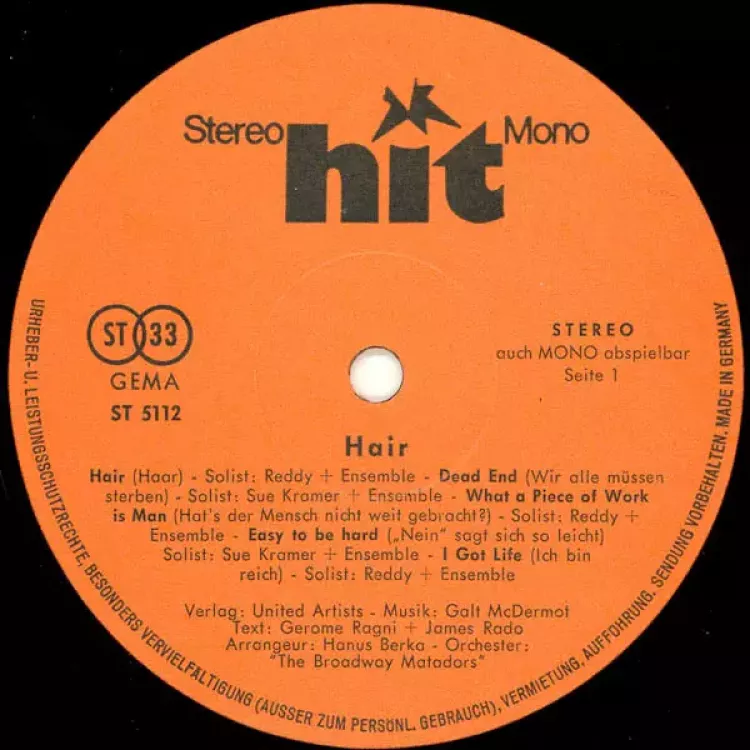 Stereo hit Mono
ST 33
GEMA
ST 5112
STEREO
auch MONO abspielbar
Seite 1
Hair
Hair (Haar) - Solist: Reddy + Ensemble - Dead End (Wir alle müssen
sterben) - Solist: Sue Kramer + Ensemble - What a Piece of Work
is Man (Hat's der Mensch nicht weit gebracht?) - Solist: Reddy +
Ensemble - Easy to be hard („Nein" sagt sich so leicht)
Solist: Sue Kramer + Ensemble - I Got Life (Ich bin
reich) - Solist: Reddy + Ensemble
Verlag: United Artists - Musik: Galt McDermot
Text: Gerome Ragni + James Rado
Arrangeur: Hanus Berka - Orchester:
"The Broadway Matadors"
URHEBER-U. LEISTUNGSSCHUTZRECHTE, BESONDERS VERVIELFÄLTIGUNG (AUSSER ZUM PERSÖNL. GEBRAUCH), VERMIETUNG, AUFFÜHRUNG. SENDUNG VORBEHALTEN. MADE IN GERMANY